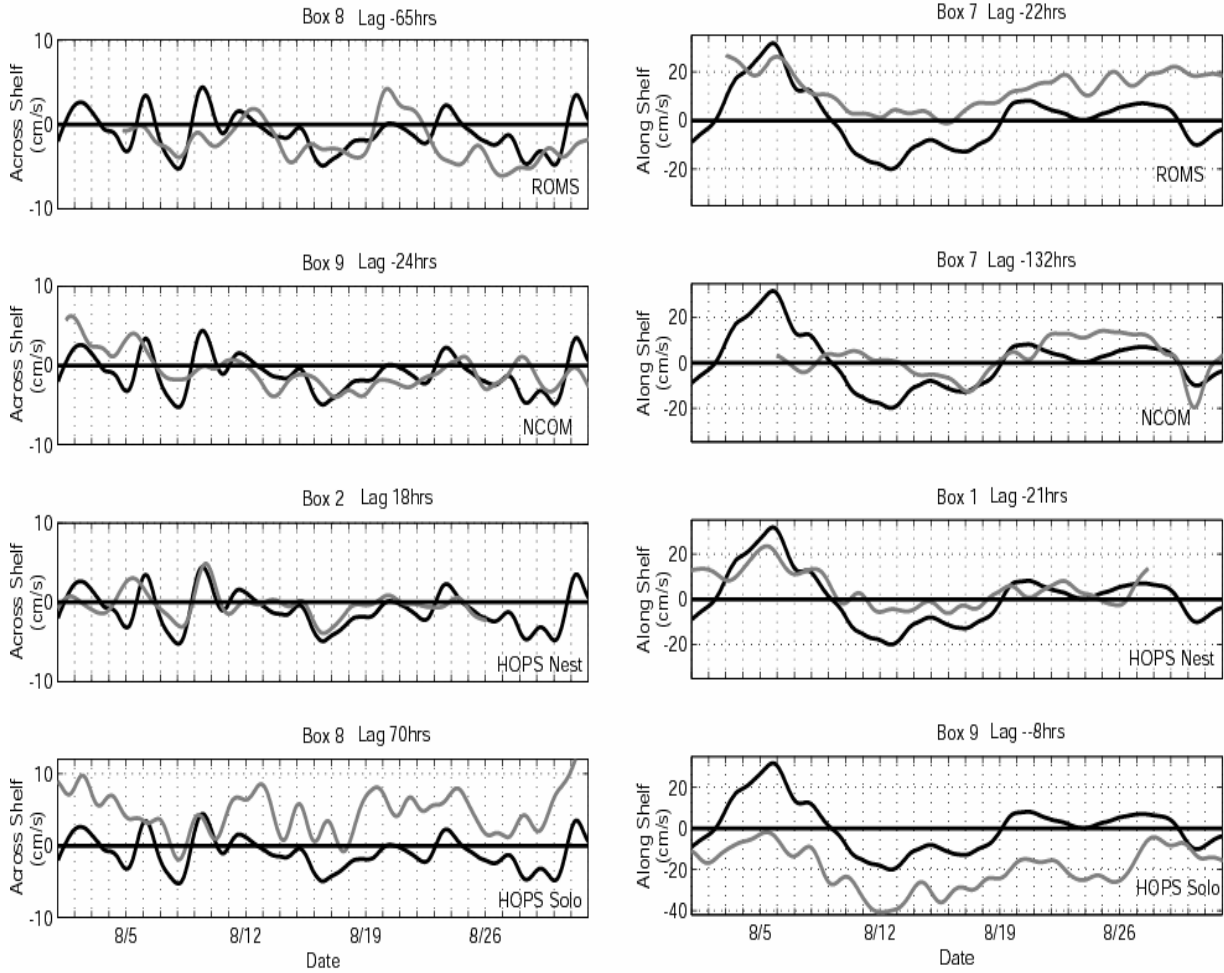 Box 8 Lag -65hrs
10
0
-10
Across Shelf
(cm/s)
ROMS
Box 7 Lag -22hrs
20
0
-20
Along Shelf
(cm/s)
ROMS
Box 9 Lag -24hrs
10
0
-10
Across Shelf
(cm/s)
NCOM
Box 7 Lag -132hrs
20
0
-20
Along Shelf
(cm/s)
NCOM
Box 2 Lag 18hrs
10
0
-10
Across Shelf
(cm/s)
HOPS Nest
Box 1 Lag -21hrs
20
0
-20
Along Shelf
(cm/s)
HOPS Nest
Box 8 Lag 70hrs
10
0
-10
Across Shelf
(cm/s)
HOPS Solo
8/5 8/12 8/19 8/26
Date
Box 9 Lag --8hrs
20
0
-20
-40
Along Shelf
(cm/s)
HOPS Solo
8/5 8/12 8/19 8/26
Date